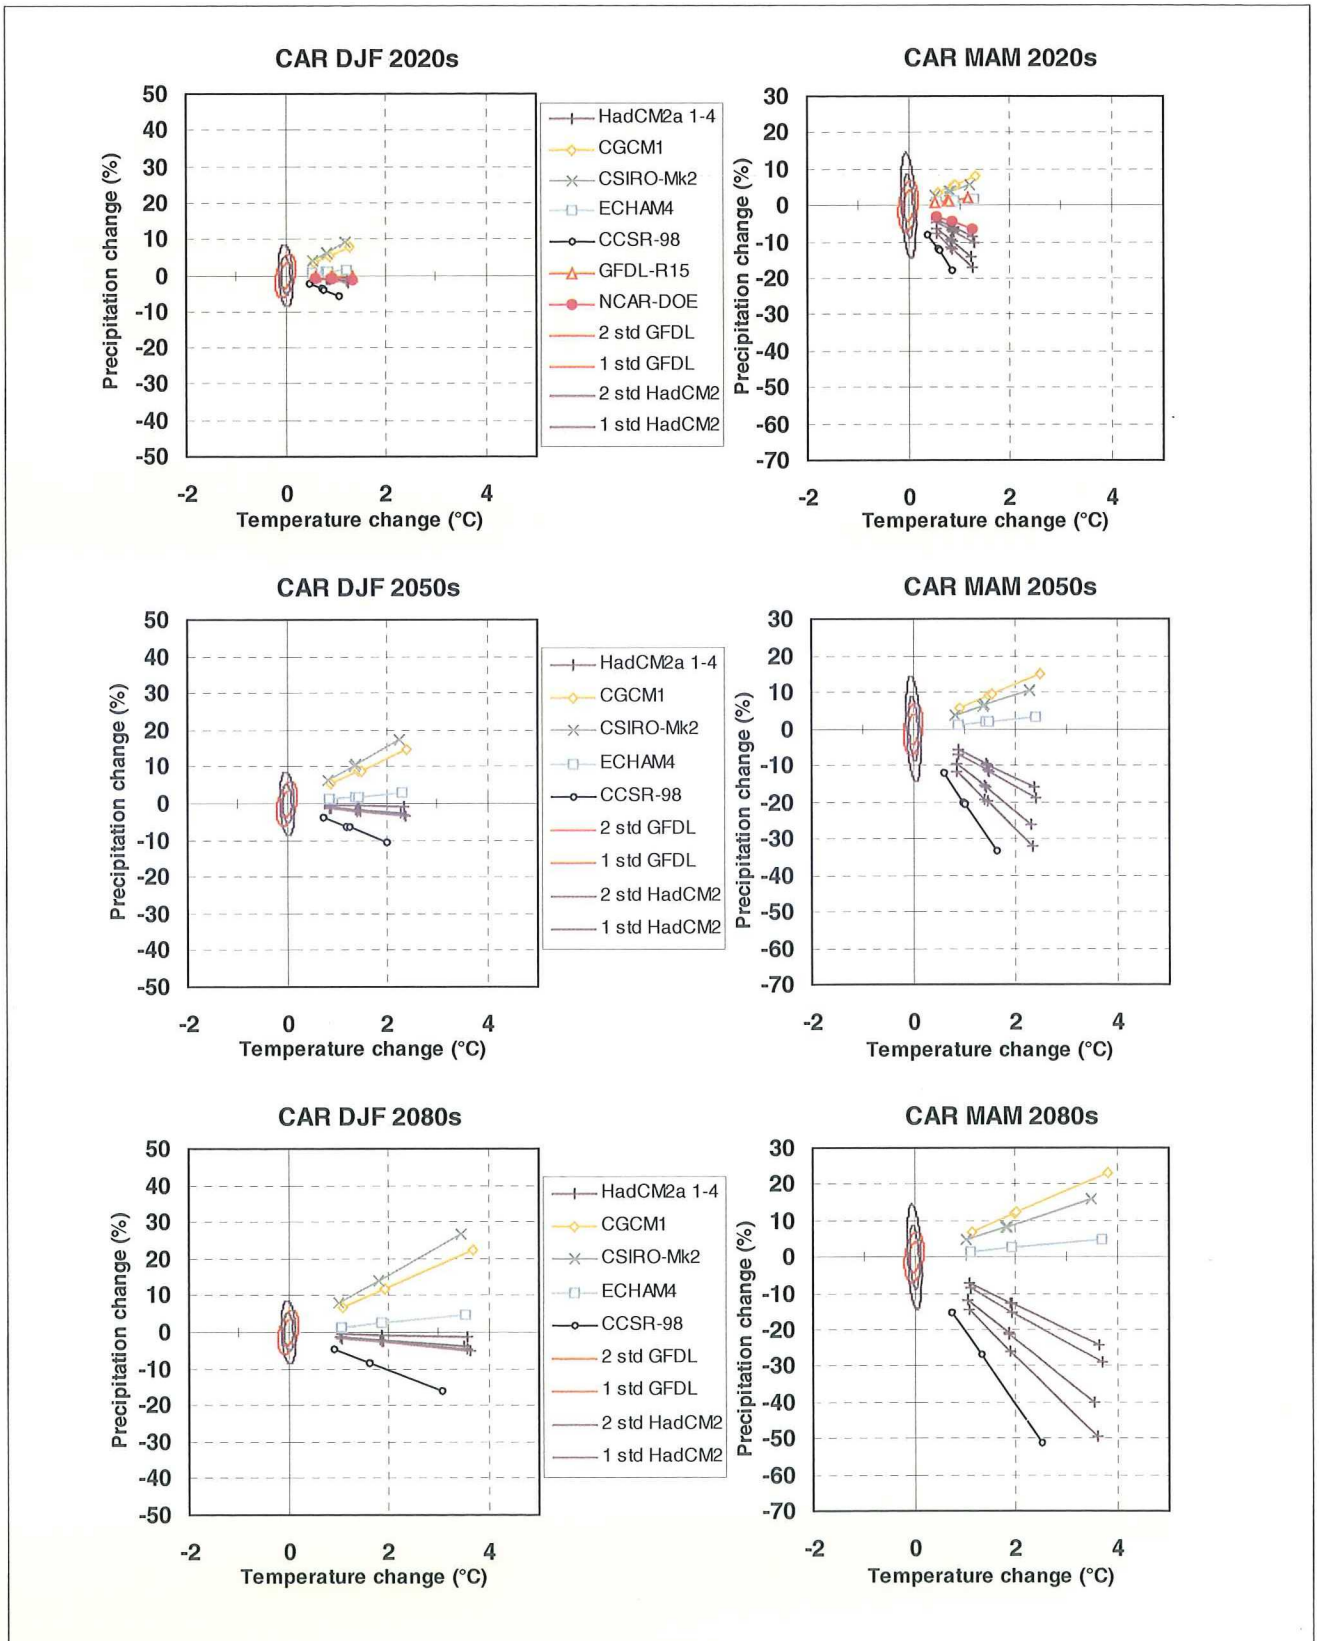 CAR DJF 2020s
Precipitation change (%)
50
40
30
20
10
0
-10
-20
-30
-40
-50
-2 0 2 4
Temperature change (°C)
HadCM2a 1-4
CGCM1
CSIRO-Mk2
ECHAM4
CCSR-98
GFDL-R15
NCAR-DOE
2 std GFDL
1 std GFDL
2 std HadCM2
1 std HadCM2
CAR MAM 2020s
Precipitation change (%)
30
20
10
0
-10
-20
-30
-40
-50
-60
-70
-2 0 2 4
Temperature change (°C)
CAR DJF 2050s
Precipitation change (%)
50
40
30
20
10
0
-10
-20
-30
-40
-50
-2 0 2 4
Temperature change (°C)
HadCM2a 1-4
CGCM1
CSIRO-Mk2
ECHAM4
CCSR-98
2 std GFDL
1 std GFDL
2 std HadCM2
1 std HadCM2
CAR MAM 2050s
Precipitation change (%)
30
20
10
0
-10
-20
-30
-40
-50
-60
-70
-2 0 2 4
Temperature change (°C)
CAR DJF 2080s
Precipitation change (%)
50
40
30
20
10
0
-10
-20
-30
-40
-50
-2 0 2 4
Temperature change (°C)
HadCM2a 1-4
CGCM1
CSIRO-Mk2
ECHAM4
CCSR-98
2 std GFDL
1 std GFDL
2 std HadCM2
1 std HadCM2
CAR MAM 2080s
Precipitation change (%)
30
20
10
0
-10
-20
-30
-40
-50
-60
-70
-2 0 2 4
Temperature change (°C)